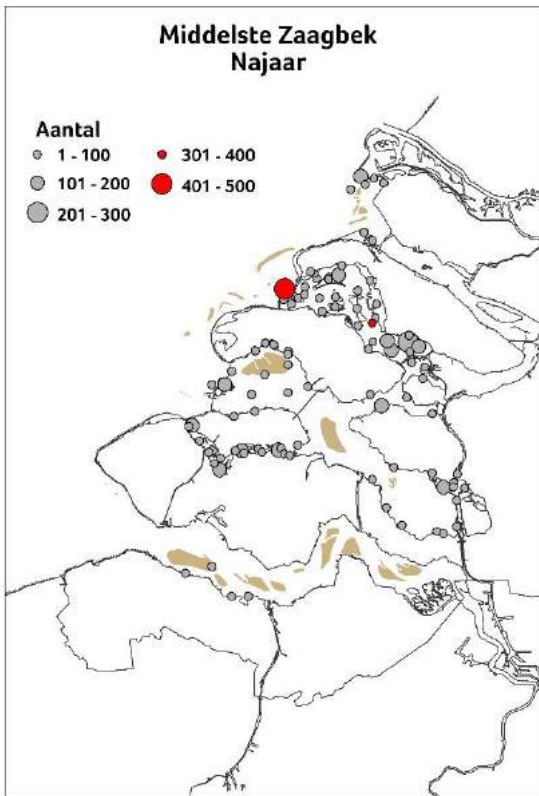 Middelste Zaagbek
Najaar
Aantal
1 - 100
101 - 200
201 - 300
301 - 400
401 - 500